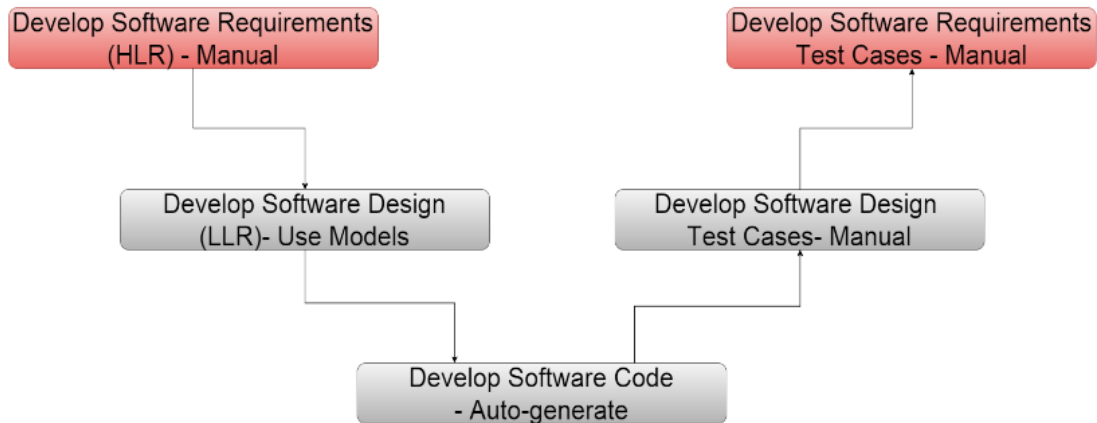 Develop Software Requirements
(HLR) - Manual
Develop Software Requirements
Test Cases - Manual
Develop Software Design
(LLR)- Use Models
Develop Software Design
Test Cases- Manual
Develop Software Code
- Auto-generate